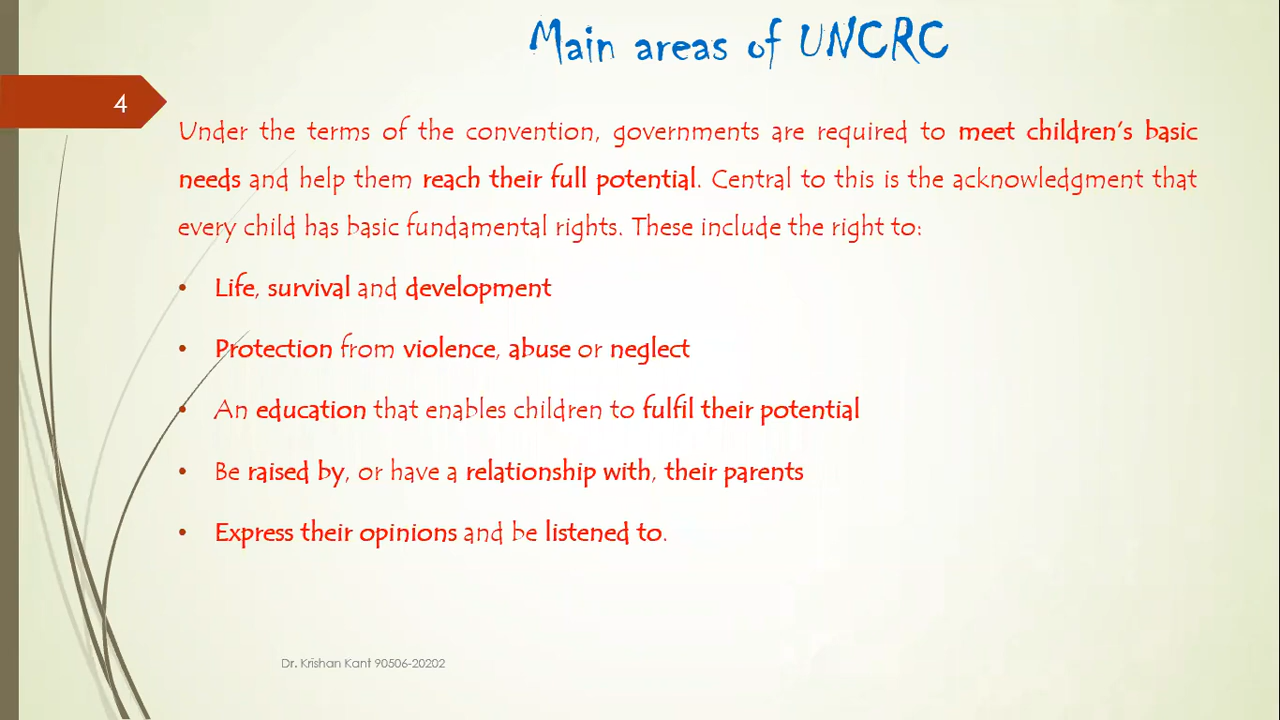 Main areas of UNCRC
4
Under the terms of the convention, governments are required to meet children's basic
needs and help them reach their full potential. Central to this is the acknowledgment that
every child has basic fundamental rights. These include the right to:
• Life, survival and development
• Protection from violence, abuse or neglect
• An education that enables children to fulfil their potential
• Be raised by, or have a relationship with, their parents
• Express their opinions and be listened to.
Dr. Krishan Kant 90506-20202